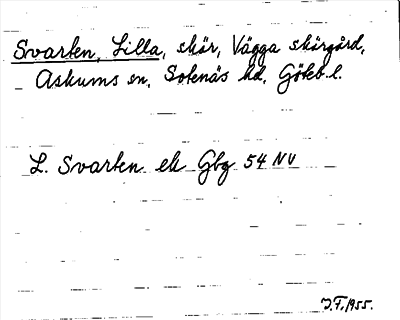 Svarten, Lilla, skär, Vägga skärgård,
Askums sn, Sotenäs hd, Göteb. l.
L. Svarten ek Gbg 54 NV
J.F. 1955.